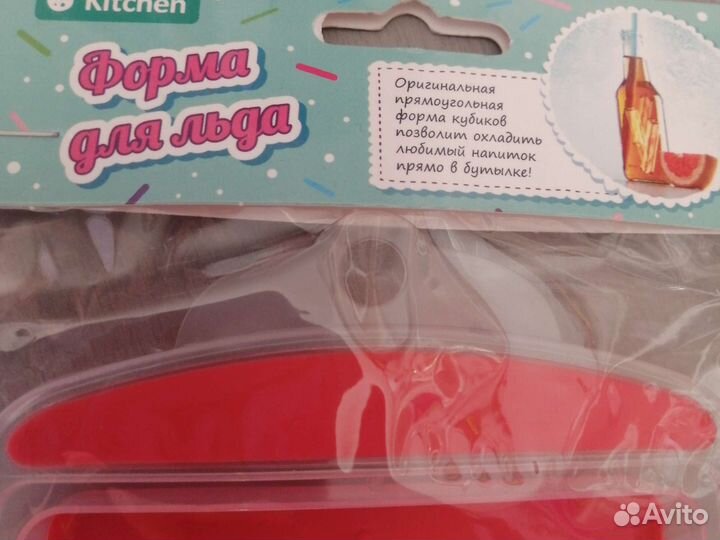 Kitchen
Форма
для льда
Оригинальная
прямоугольная
форма кубиков
позволит охладить
любимый напиток
прямо в бутылке!
Avito